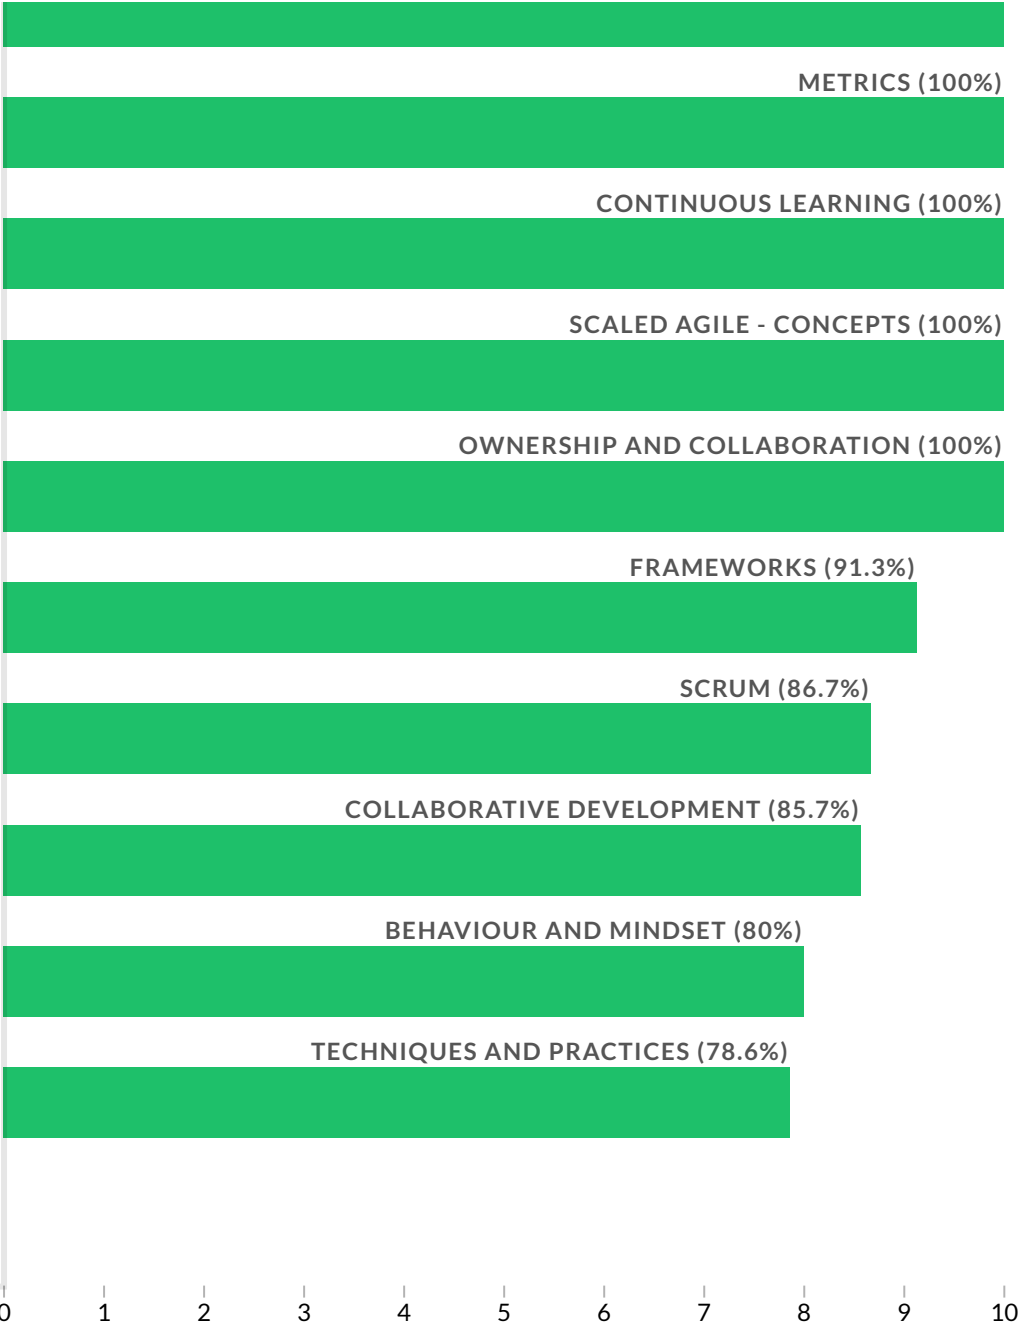 METRICS (100%)
CONTINUOUS LEARNING (100%)
SCALED AGILE - CONCEPTS (100%)
OWNERSHIP AND COLLABORATION (100%)
FRAMEWORKS (91.3%)
SCRUM (86.7%)
COLLABORATIVE DEVELOPMENT (85.7%)
BEHAVIOUR AND MINDSET (80%)
TECHNIQUES AND PRACTICES (78.6%)
0 1 2 3 4 5 6 7 8 9 10